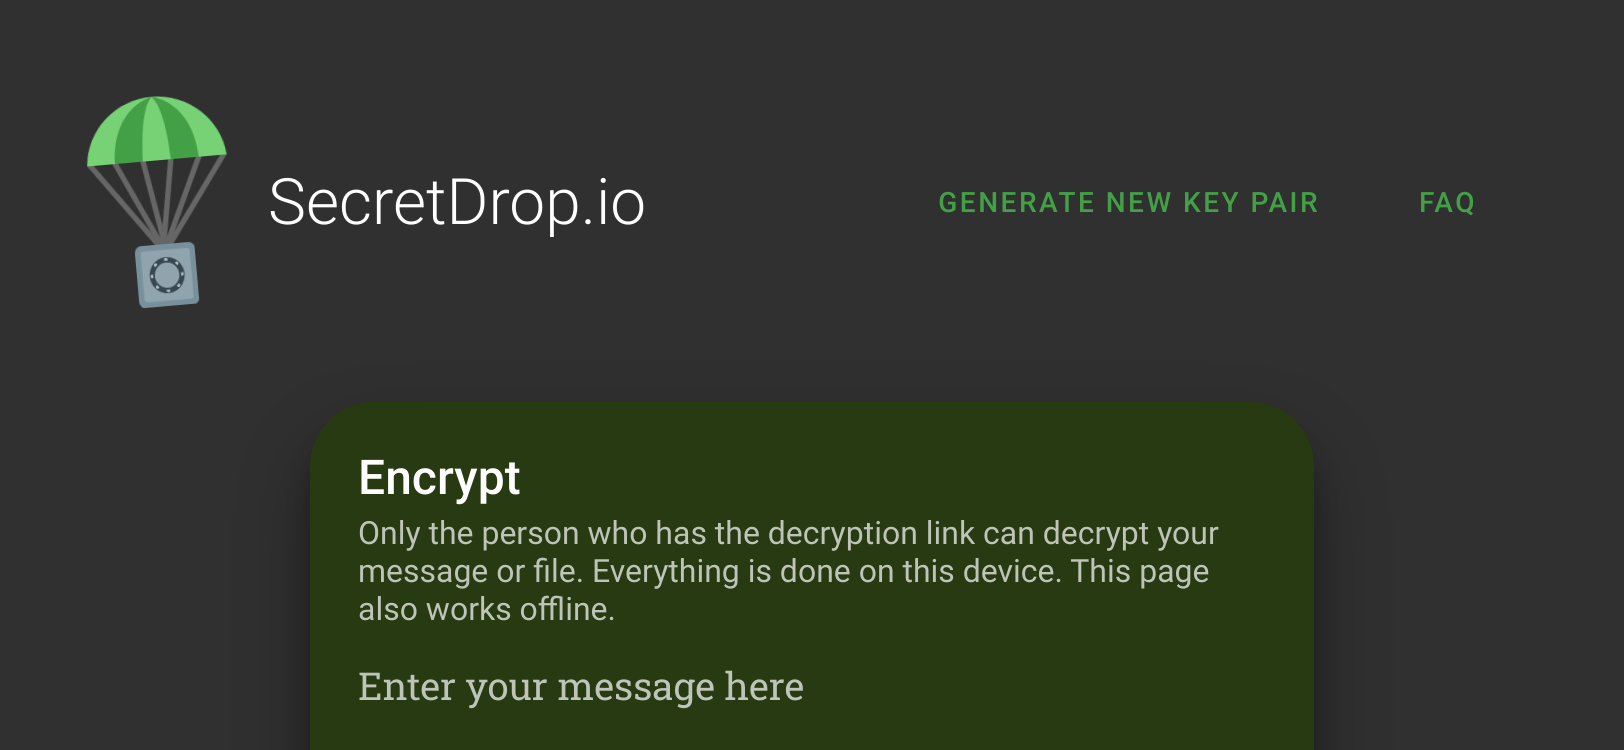 SecretDrop.io
GENERATE NEW KEY PAIR
FAQ
Encrypt
Only the person who has the decryption link can decrypt your
message or file. Everything is done on this device. This page
also works offline.
Enter your message here